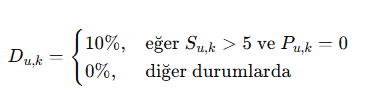 D_{u,k} = { 10%, eğer S_{u,k} > 5 ve P_{u,k} = 0
0%, diğer durumlarda